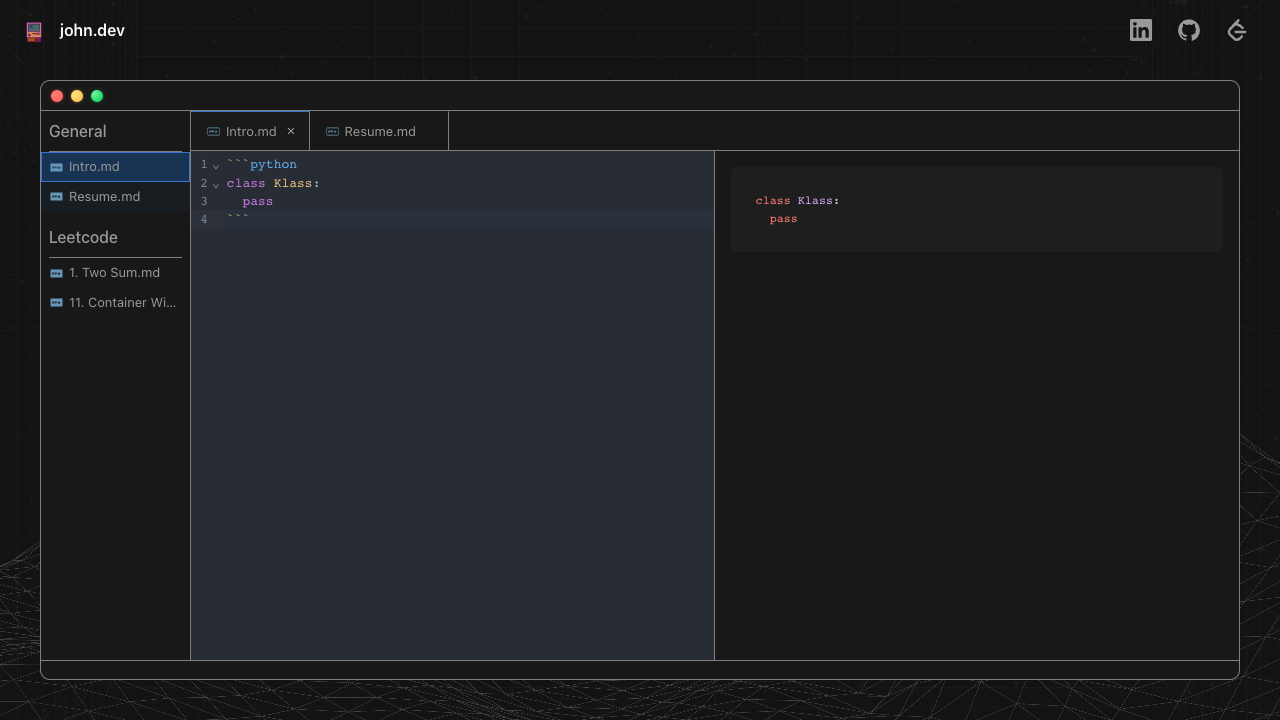 john.dev
General
Intro.md
Resume.md
Leetcode
1. Two Sum.md
11. Container Wi...
Intro.md ×
Resume.md
1 ```python
2 class Klass:
3   pass
4 ```
class Klass:
  pass